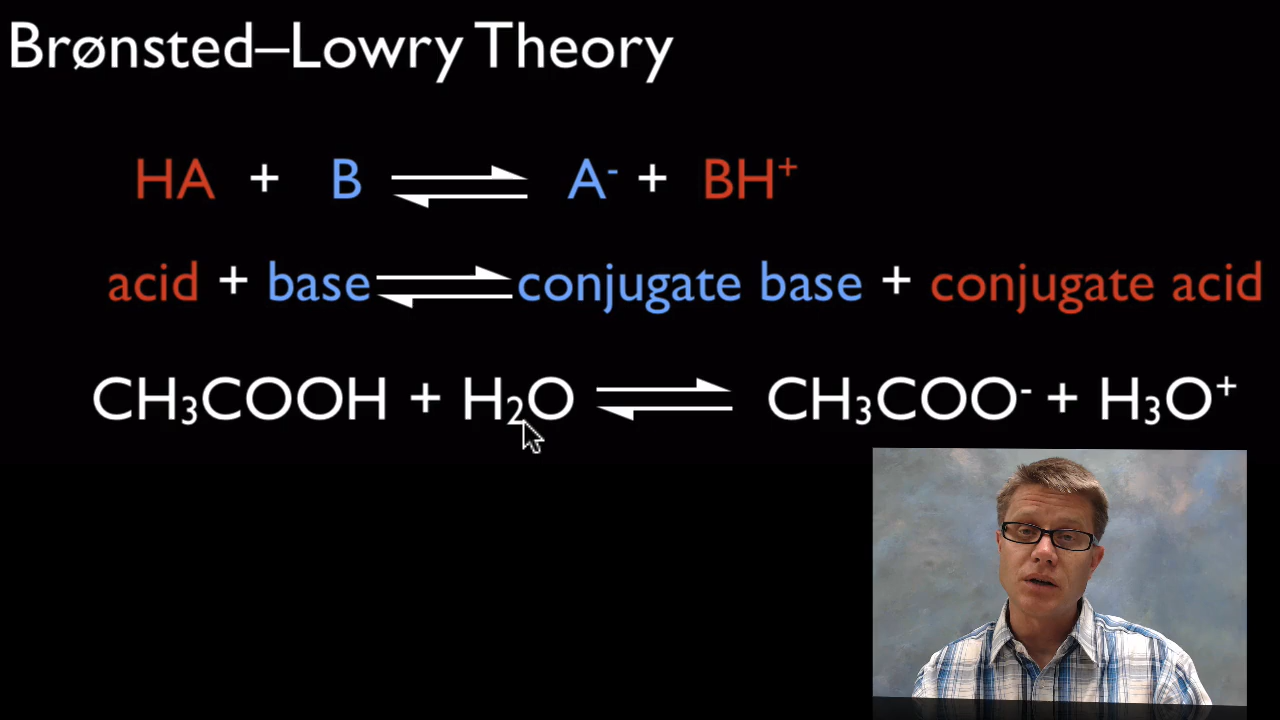 Brønsted–Lowry Theory
HA + B ⇌ A⁻ + BH⁺
acid + base ⇌ conjugate base + conjugate acid
CH₃COOH + H₂O ⇌ CH₃COO⁻ + H₃O⁺